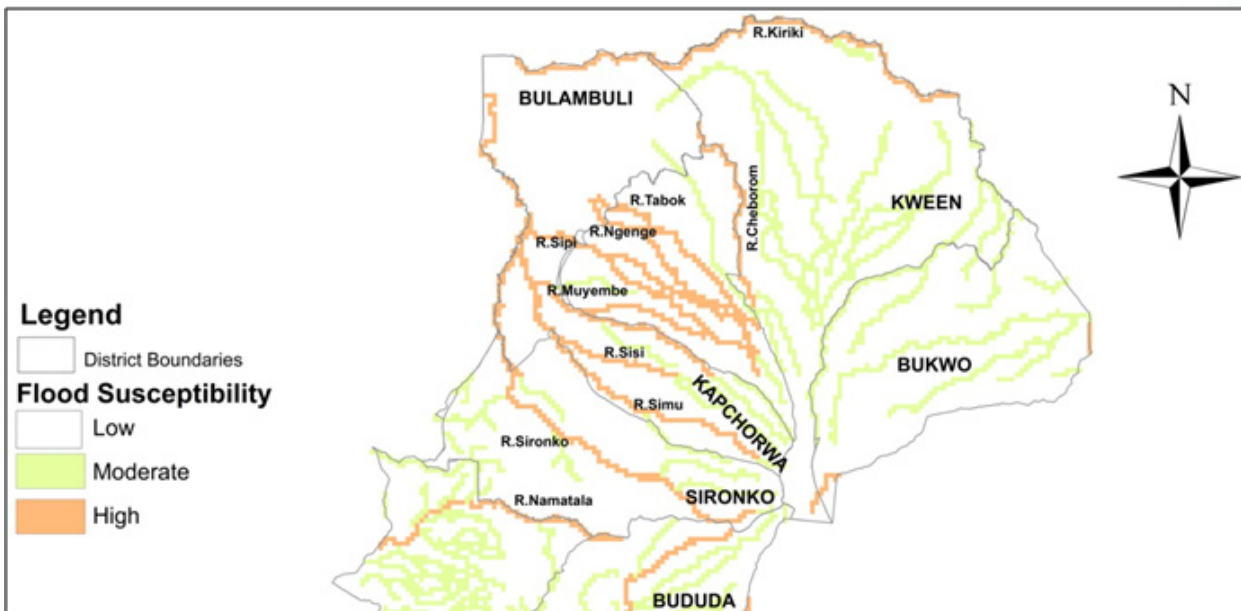 R.Kiriki
BULAMBULI
N
R.Tabok
R.Cheborom
KWEEN
R.Ngenge
R.Sipi
R.Muyembe
Legend
District Boundaries
R.Sisi
BUKWO
Flood Susceptibility
KAPCHORWA
R.Simu
Low
R.Sironko
Moderate
SIRONKO
R.Namatala
High
BUDUDA